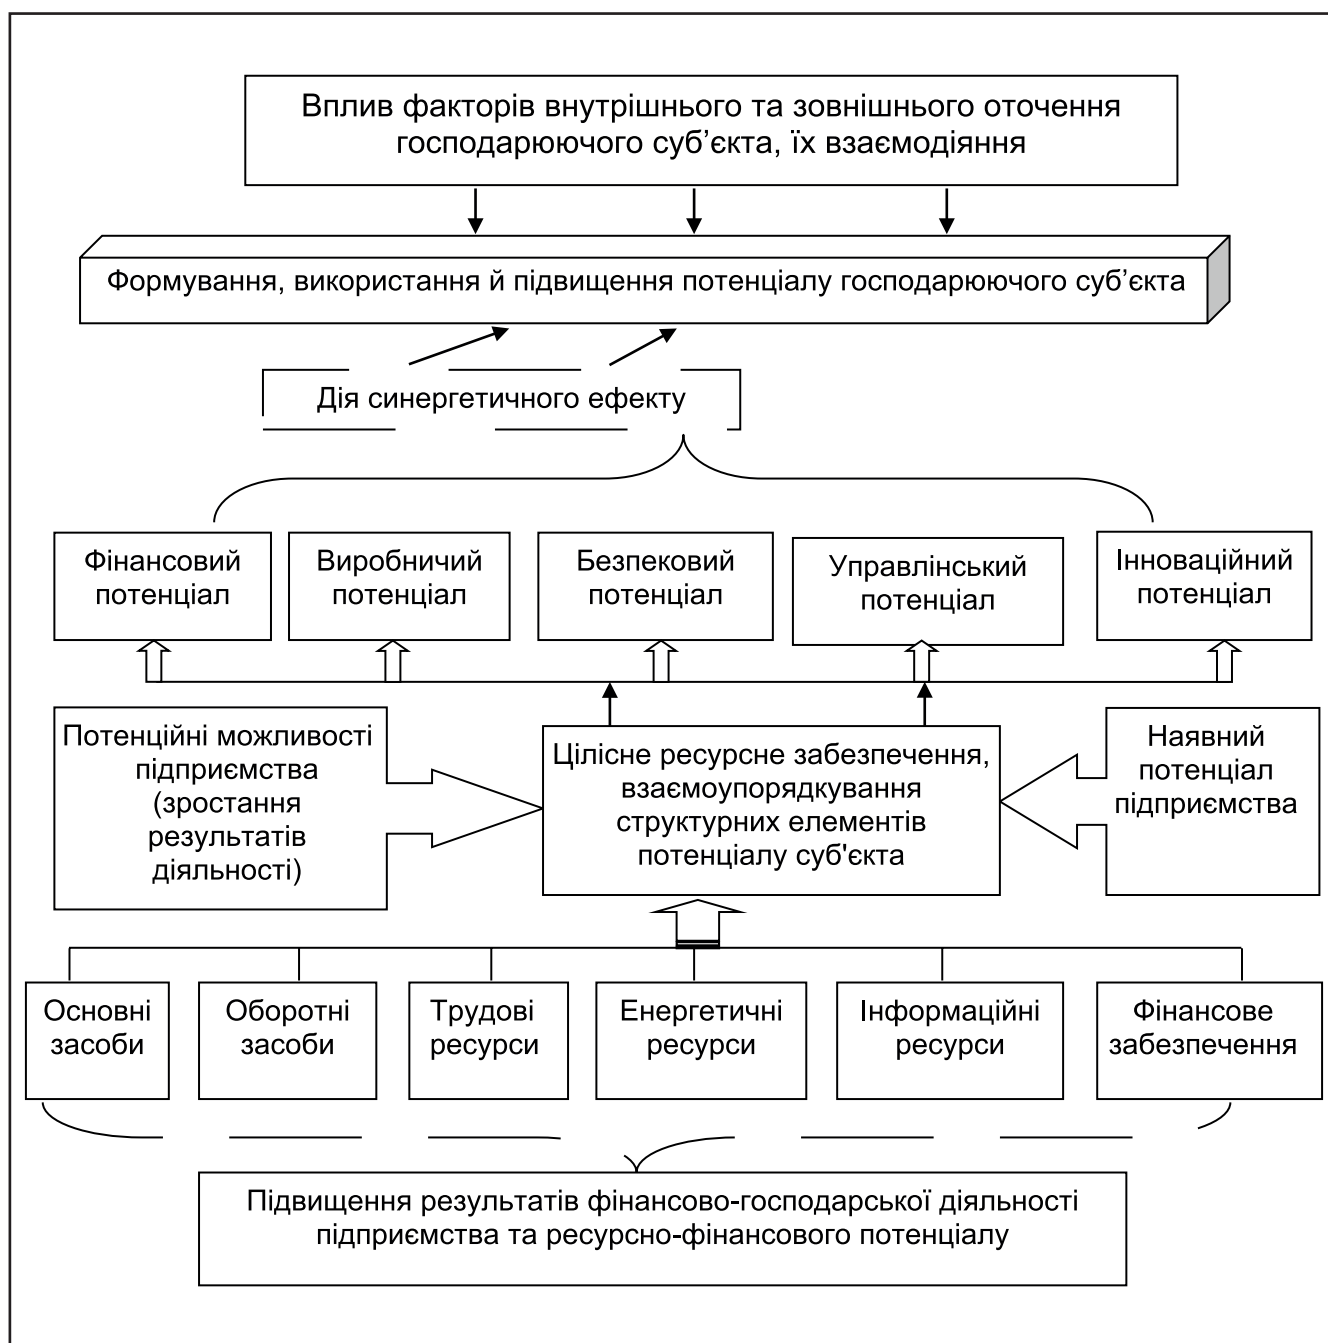 Вплив факторів внутрішнього та зовнішнього оточення
господарюючого суб’єкта, їх взаємодіяння
Формування, використання й підвищення потенціалу господарюючого суб’єкта
Дія синергетичного ефекту
Фінансовий
потенціал
Виробничий
потенціал
Безпековий
потенціал
Управлінський
потенціал
Інноваційний
потенціал
Потенційні можливості
підприємства
(зростання
результатів
діяльності)
Цілісне ресурсне забезпечення,
взаємоупорядкування
структурних елементів
потенціалу суб'єкта
Наявний
потенціал
підприємства
Основні
засоби
Оборотні
засоби
Трудові
ресурси
Енергетичні
ресурси
Інформаційні
ресурси
Фінансове
забезпечення
Підвищення результатів фінансово-господарської діяльності
підприємства та ресурсно-фінансового потенціалу